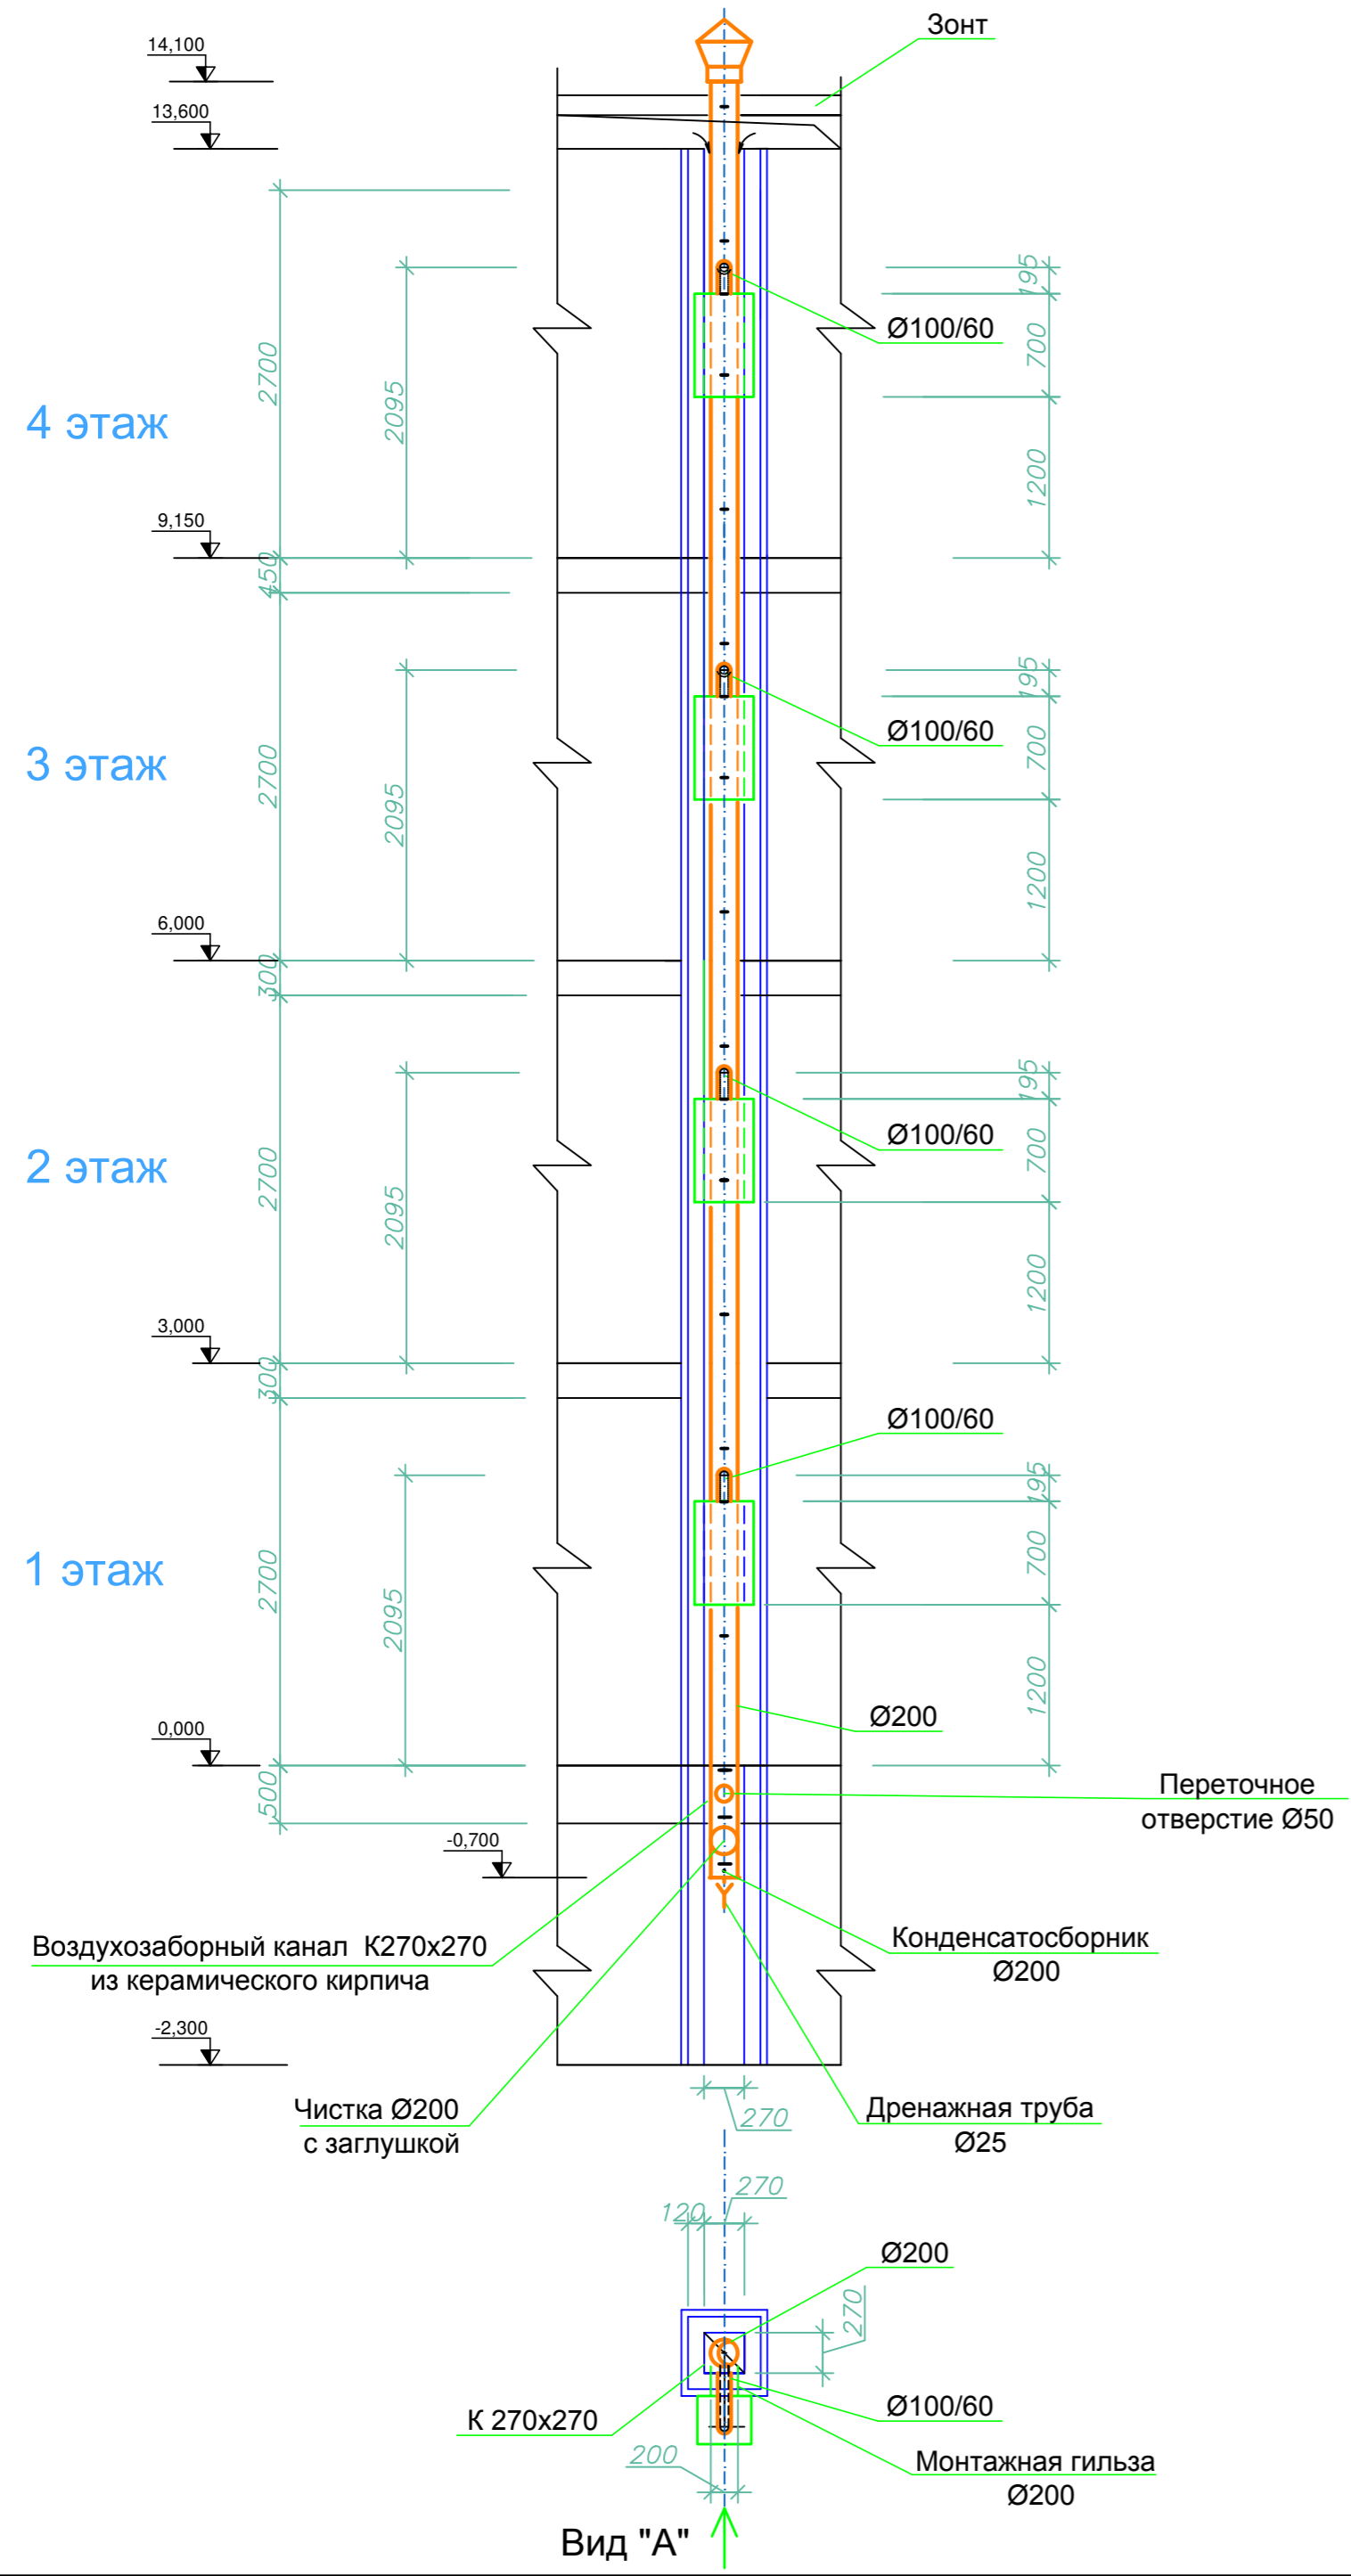 Зонт
14,100
13,600
195
Ø100/60
700
2700
2095
4 этаж
1200
9,150
450
195
Ø100/60
700
3 этаж
2700
2095
1200
6,000
300
195
Ø100/60
700
2 этаж
2700
2095
1200
3,000
300
Ø100/60
195
700
1 этаж
2700
2095
1200
Ø200
0,000
500
Переточное
отверстие Ø50
-0,700
Воздухозаборный канал К270х270
из керамического кирпича
Конденсатосборник
Ø200
-2,300
Чистка Ø200
с заглушкой
270
Дренажная труба
Ø25
270
120
Ø200
270
К 270х270
Ø100/60
200
Монтажная гильза
Ø200
Вид "А"